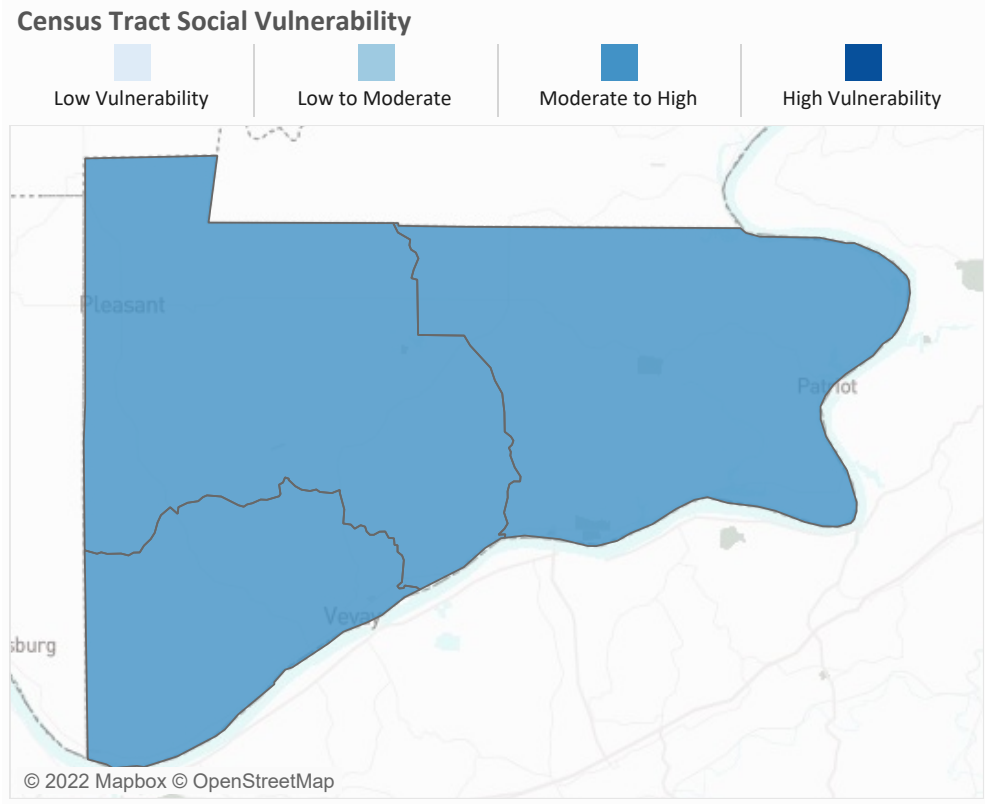 Census Tract Social Vulnerability
Low Vulnerability
Low to Moderate
Moderate to High
High Vulnerability
Pleasant
Patriot
Vevay
sburg
© 2022 Mapbox © OpenStreetMap